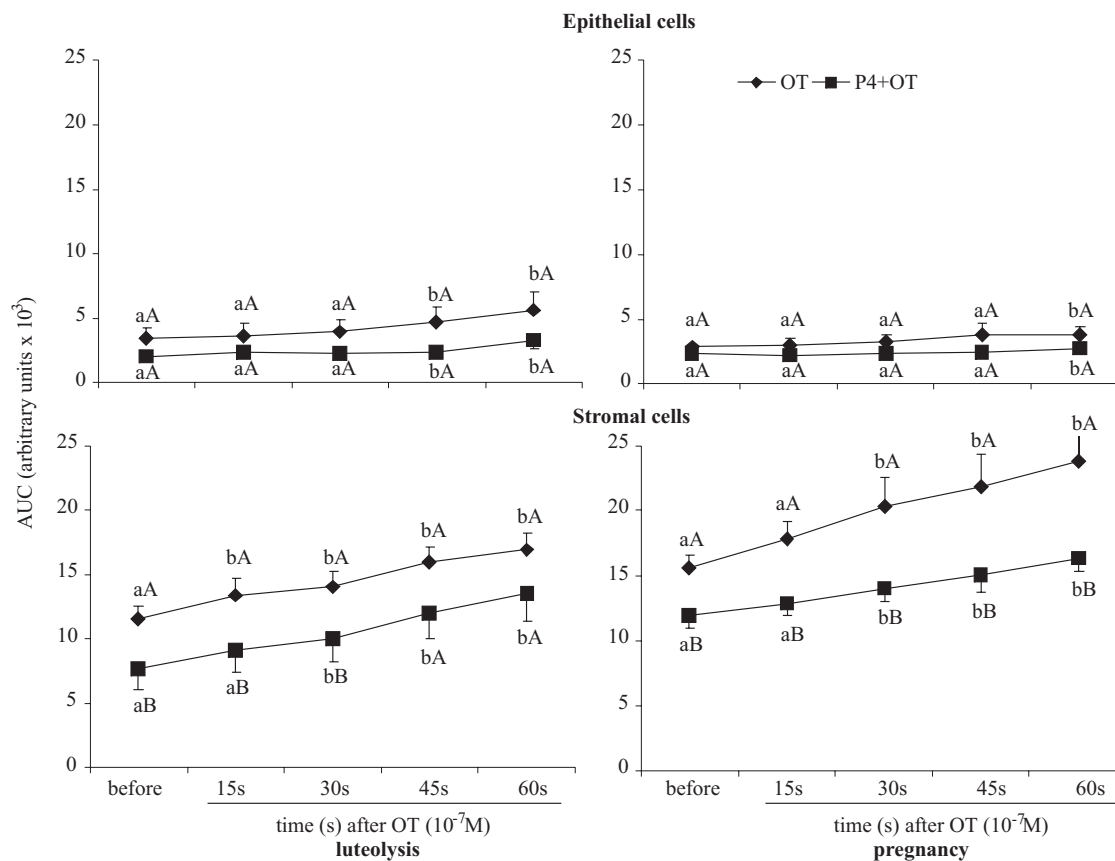 Epithelial cells
25
20
15
10
5
0
aA aA aA bA bA
aA aA aA bA bA
25
20
15
10
5
0
OT P4+OT
aA aA aA aA bA
aA aA aA aA bA
AUC (arbitrary units x 10³)
Stromal cells
25
20
15
10
5
0
aA bA bA bA bA
aB aB bB bA bA
before 15s 30s 45s 60s
time (s) after OT (10⁻⁷M)
luteolysis
25
20
15
10
5
0
aA aA bA bA bA
aB aB bB bB bB
before 15s 30s 45s 60s
time (s) after OT (10⁻⁷M)
pregnancy